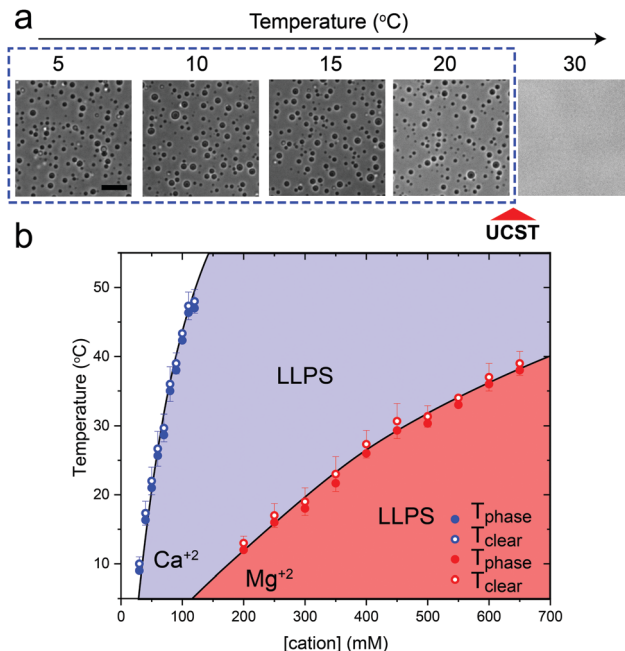 a
Temperature (°C)
5 10 15 20 30
UCST
b
Temperature (°C)
50
40
30
20
10
LLPS
LLPS
Ca+2
Mg+2
Tphase
Tclear
Tphase
Tclear
0 100 200 300 400 500 600 700
[cation] (mM)